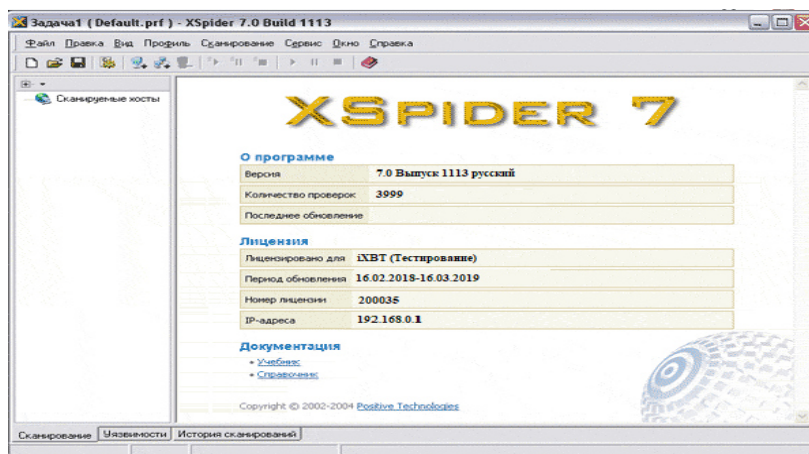 Задача1 ( Default.prf ) - XSpider 7.0 Build 1113
Файл Правка Вид Профиль Сканирование Сервис Окно Справка
Сканируемые хосты
XSPIDER 7
О программе
Версия 7.0 Выпуск 1113 русский
Количество проверок 3999
Последнее обновление
Лицензия
Лицензировано для iXBT (Тестирование)
Период обновления 16.02.2018-16.03.2019
Номер лицензии 200035
IP-адреса 192.168.0.1
Документация
• Учебник
• Справочник
Copyright © 2002-2004 Positive Technologies
Сканирование Уязвимости История сканирований